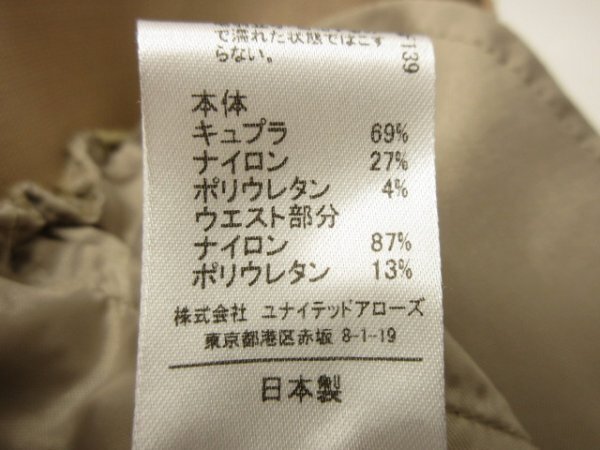 で濡れた状態ではこす
らない。
139
本体
キュプラ 69%
ナイロン 27%
ポリウレタン 4%
ウエスト部分
ナイロン 87%
ポリウレタン 13%
株式会社 ユナイテッドアローズ
東京都港区赤坂 8-1-19
日本製